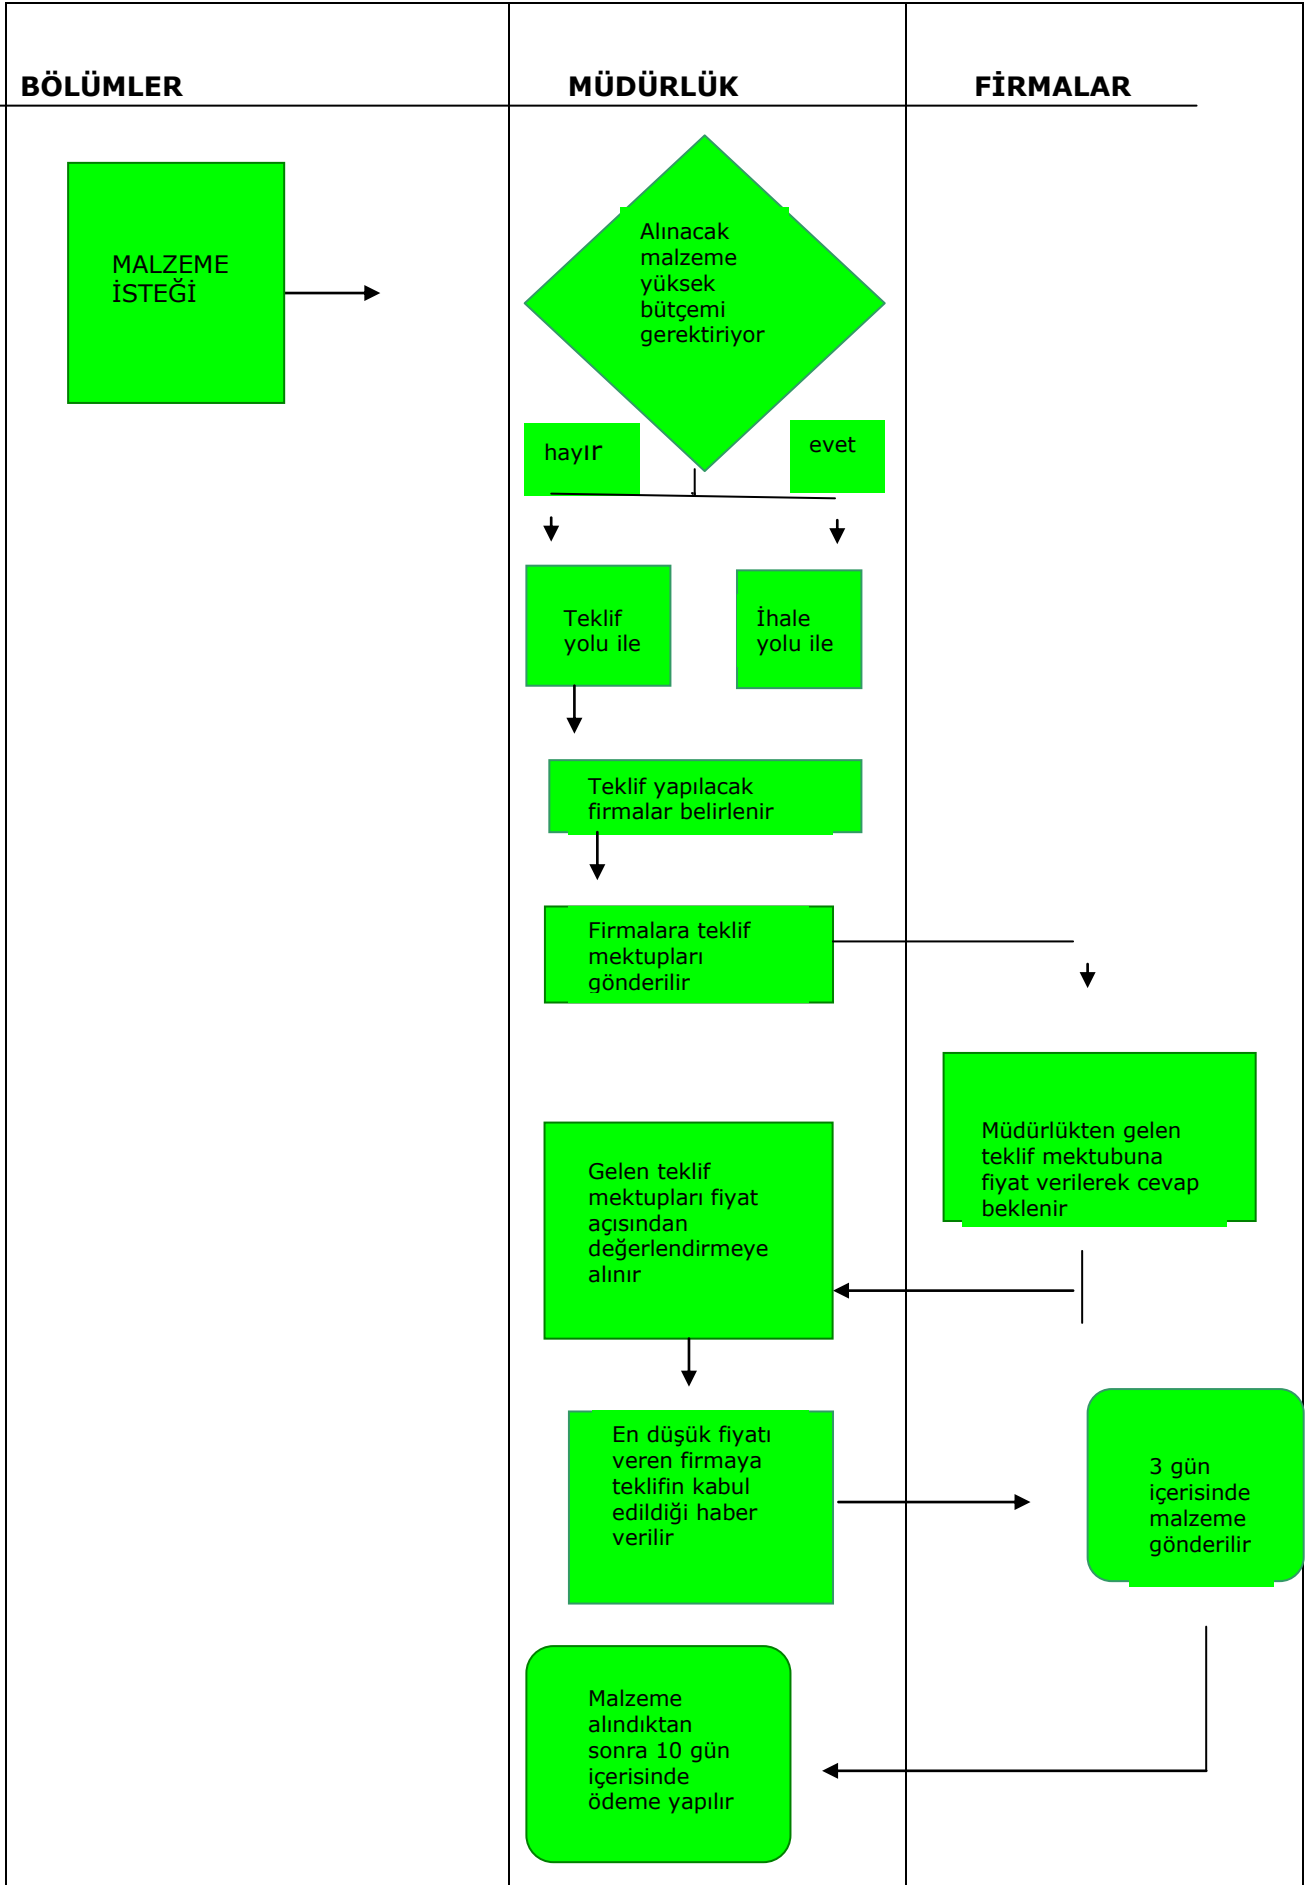 BÖLÜMLER
MÜDÜRLÜK
FİRMALAR
MALZEME
İSTEĞİ
Alınacak
malzeme
yüksek
bütçemi
gerektiriyor
hayır
evet
Teklif
yolu ile
İhale
yolu ile
Teklif yapılacak
firmalar belirlenir
Firmalara teklif
mektupları
gönderilir
Müdürlükten gelen
teklif mektubuna
fiyat verilerek cevap
beklenir
Gelen teklif
mektupları fiyat
açısından
değerlendirmeye
alınır
En düşük fiyatı
veren firmaya
teklifin kabul
edildiği haber
verilir
3 gün
içerisinde
malzeme
gönderilir
Malzeme
alındıktan
sonra 10 gün
içerisinde
ödeme yapılır